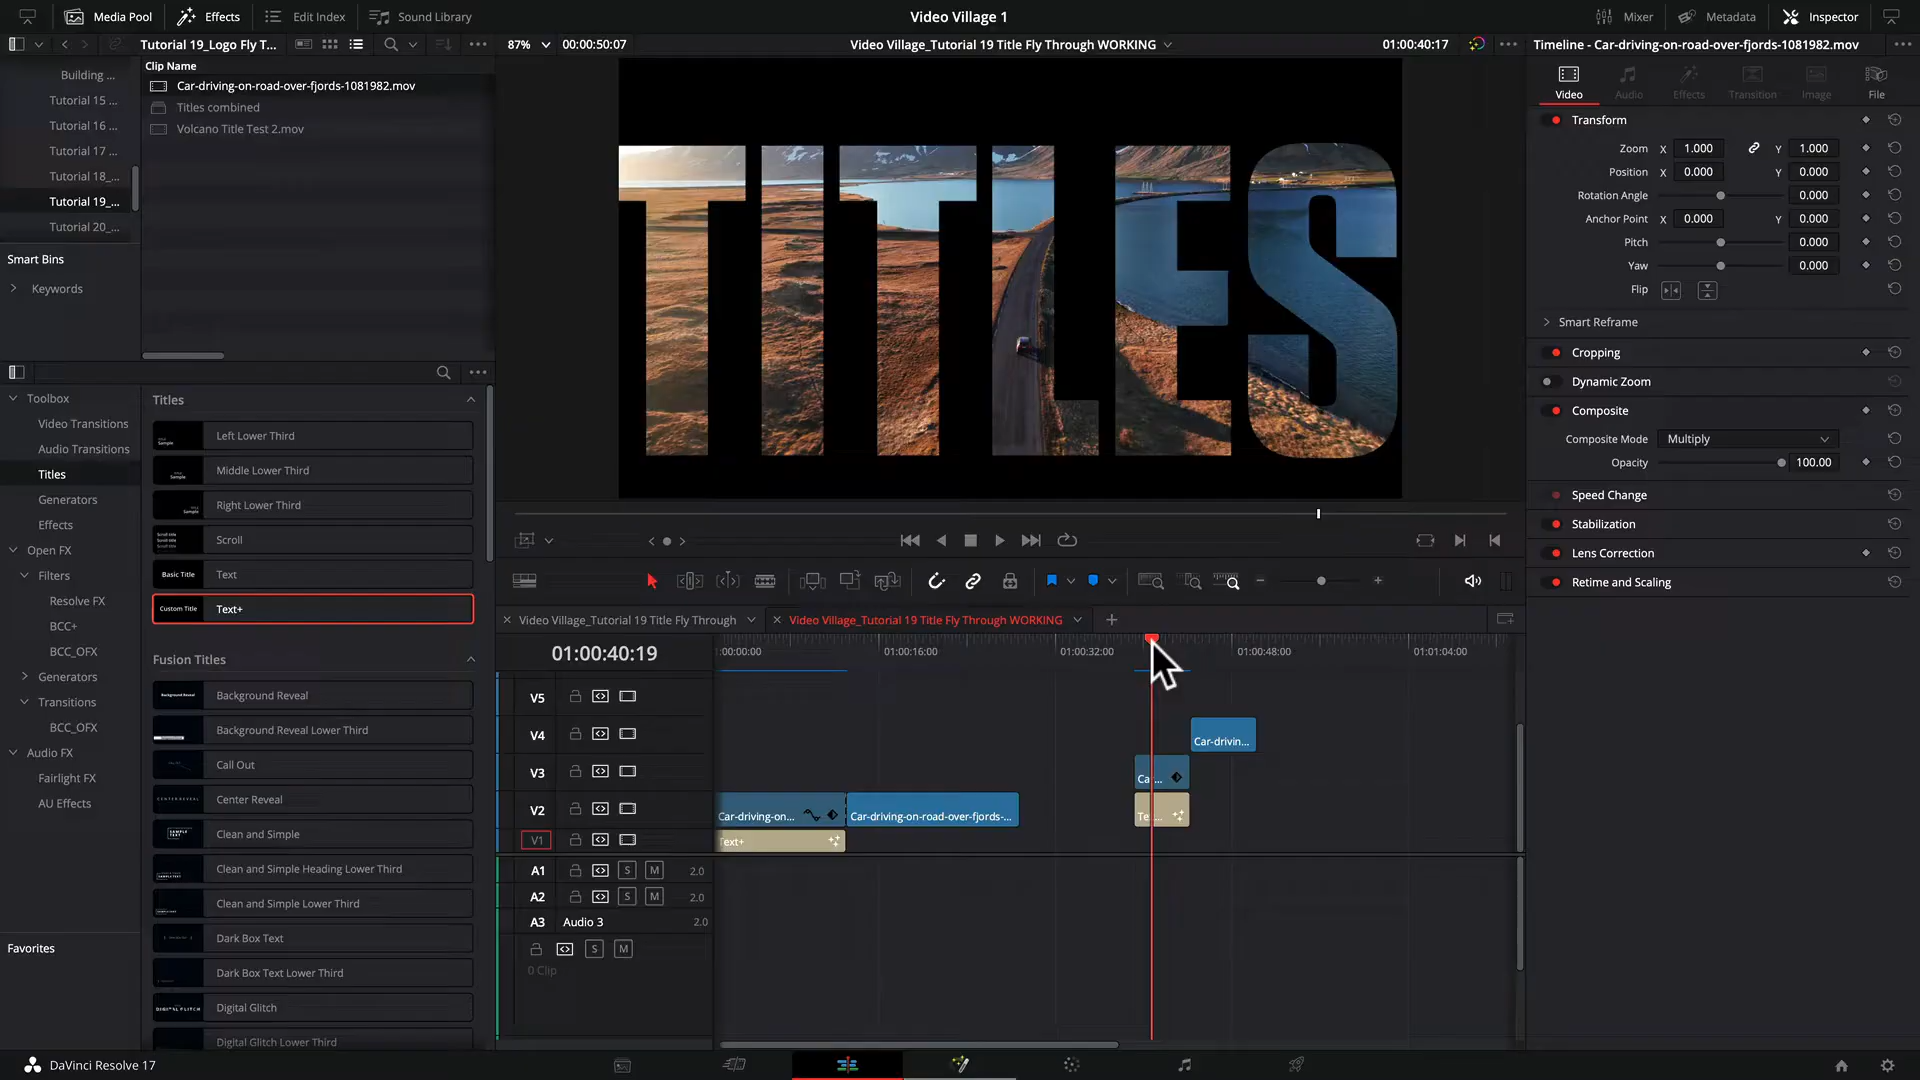 Media Pool
Effects
Edit Index
Sound Library
Video Village 1
Mixer
Metadata
Inspector
Tutorial 19_Logo Fly T...
87%
00:00:50:07
Video Village_Tutorial 19 Title Fly Through WORKING
01:00:40:17
Timeline - Car-driving-on-road-over-fjords-1081982.mov
Building ...
Tutorial 15 ...
Tutorial 16 ...
Tutorial 17 ...
Tutorial 18_...
Tutorial 19_...
Tutorial 20_...
Smart Bins
Keywords
Clip Name
Car-driving-on-road-over-fjords-1081982.mov
Titles combined
Volcano Title Test 2.mov
TITLES
Video
Audio
Effects
Transition
Image
File
Transform
Zoom X 1.000 Y 1.000
Position X 0.000 Y 0.000
Rotation Angle 0.000
Anchor Point X 0.000 Y 0.000
Pitch 0.000
Yaw 0.000
Flip
Smart Reframe
Cropping
Dynamic Zoom
Composite
Composite Mode Multiply
Opacity 100.00
Speed Change
Stabilization
Lens Correction
Retime and Scaling
Toolbox
Video Transitions
Audio Transitions
Titles
Generators
Effects
Open FX
Filters
Resolve FX
BCC+
BCC_OFX
Generators
Transitions
BCC_OFX
Audio FX
Fairlight FX
AU Effects
Favorites
Titles
Left Lower Third
Middle Lower Third
Right Lower Third
Scroll
Basic Title Text
Custom Title Text+
Fusion Titles
Background Reveal
Background Reveal Lower Third
Call Out
Center Reveal
Clean and Simple
Clean and Simple Heading Lower Third
Clean and Simple Lower Third
Dark Box Text
Dark Box Text Lower Third
Digital Glitch
Digital Glitch Lower Third
Video Village_Tutorial 19 Title Fly Through
Video Village_Tutorial 19 Title Fly Through WORKING
01:00:40:19
:00:00:00
01:00:16:00
01:00:32:00
01:00:48:00
01:01:04:00
V5
V4
Car-drivin...
V3
Ca...
V2
Car-driving-on...
Car-driving-on-road-over-fjords-...
Te...
V1
Text+
A1 S M 2.0
A2 S M 2.0
A3 Audio 3 2.0
S M
0 Clip
DaVinci Resolve 17